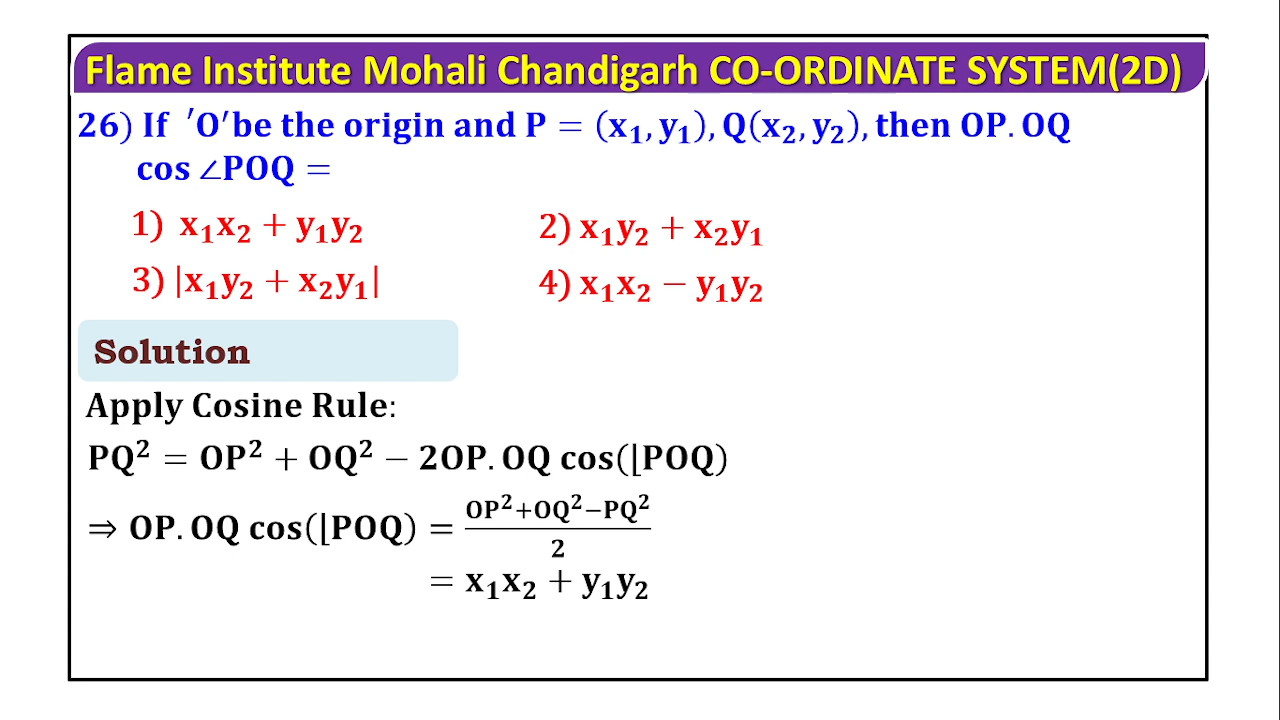 Flame Institute Mohali Chandigarh CO-ORDINATE SYSTEM(2D)
26) If ′O′be the origin and P = (x₁, y₁), Q(x₂, y₂), then OP. OQ
cos ∠POQ =
1) x₁x₂ + y₁y₂ 2) x₁y₂ + x₂y₁
3) |x₁y₂ + x₂y₁| 4) x₁x₂ − y₁y₂
Solution
Apply Cosine Rule:
PQ² = OP² + OQ² − 2OP. OQ cos(⌊POQ)
⇒ OP. OQ cos(⌊POQ) = OP²+OQ²−PQ² / 2
= x₁x₂ + y₁y₂